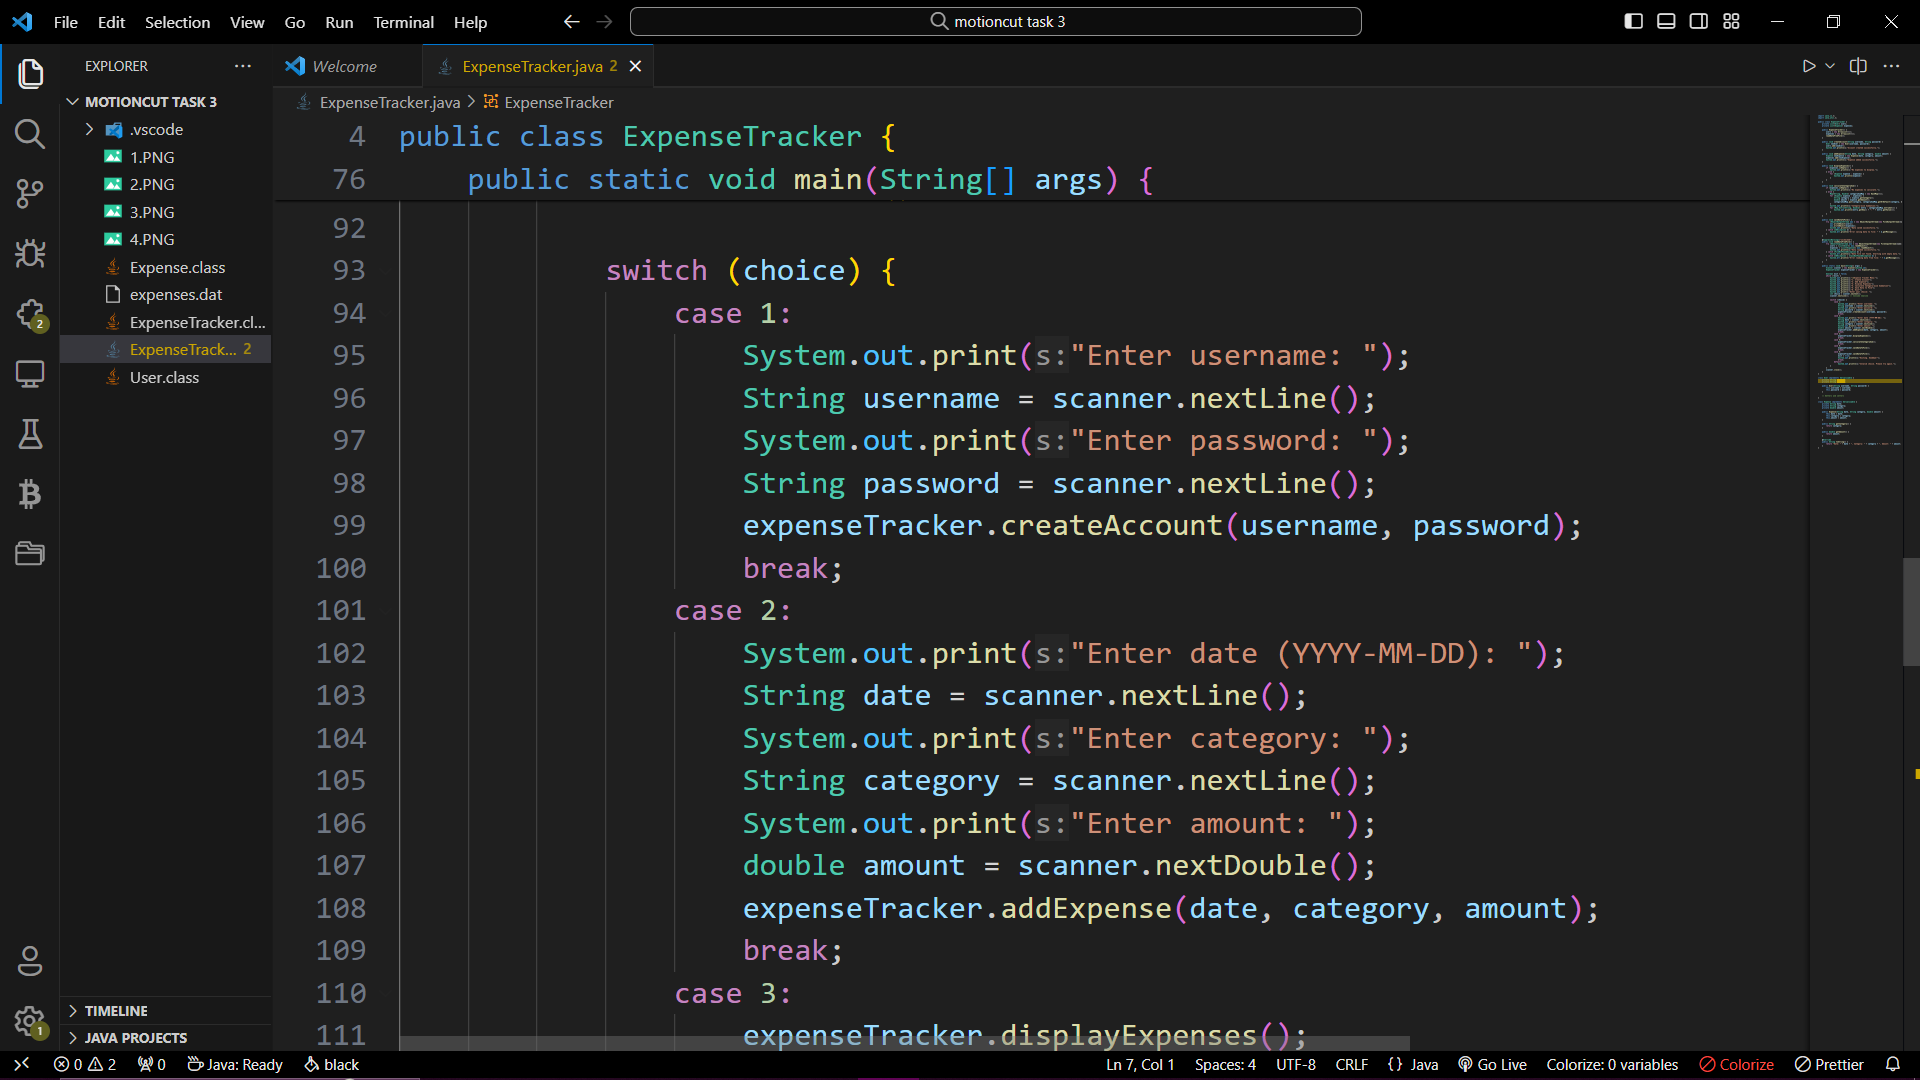 File Edit Selection View Go Run Terminal Help
motioncut task 3
EXPLORER
Welcome
ExpenseTracker.java 2
MOTIONCUT TASK 3
.vscode
1.PNG
2.PNG
3.PNG
4.PNG
Expense.class
expenses.dat
ExpenseTracker.cl...
ExpenseTrack... 2
User.class
TIMELINE
JAVA PROJECTS
2
1
ExpenseTracker.java > ExpenseTracker
4 public class ExpenseTracker {
76 public static void main(String[] args) {
92
93 switch (choice) {
94 case 1:
95 System.out.print(s:"Enter username: ");
96 String username = scanner.nextLine();
97 System.out.print(s:"Enter password: ");
98 String password = scanner.nextLine();
99 expenseTracker.createAccount(username, password);
100 break;
101 case 2:
102 System.out.print(s:"Enter date (YYYY-MM-DD): ");
103 String date = scanner.nextLine();
104 System.out.print(s:"Enter category: ");
105 String category = scanner.nextLine();
106 System.out.print(s:"Enter amount: ");
107 double amount = scanner.nextDouble();
108 expenseTracker.addExpense(date, category, amount);
109 break;
110 case 3:
111 expenseTracker.displayExpenses();
0 2 0 Java: Ready black Ln 7, Col 1 Spaces: 4 UTF-8 CRLF {} Java Go Live Colorize: 0 variables Colorize Prettier